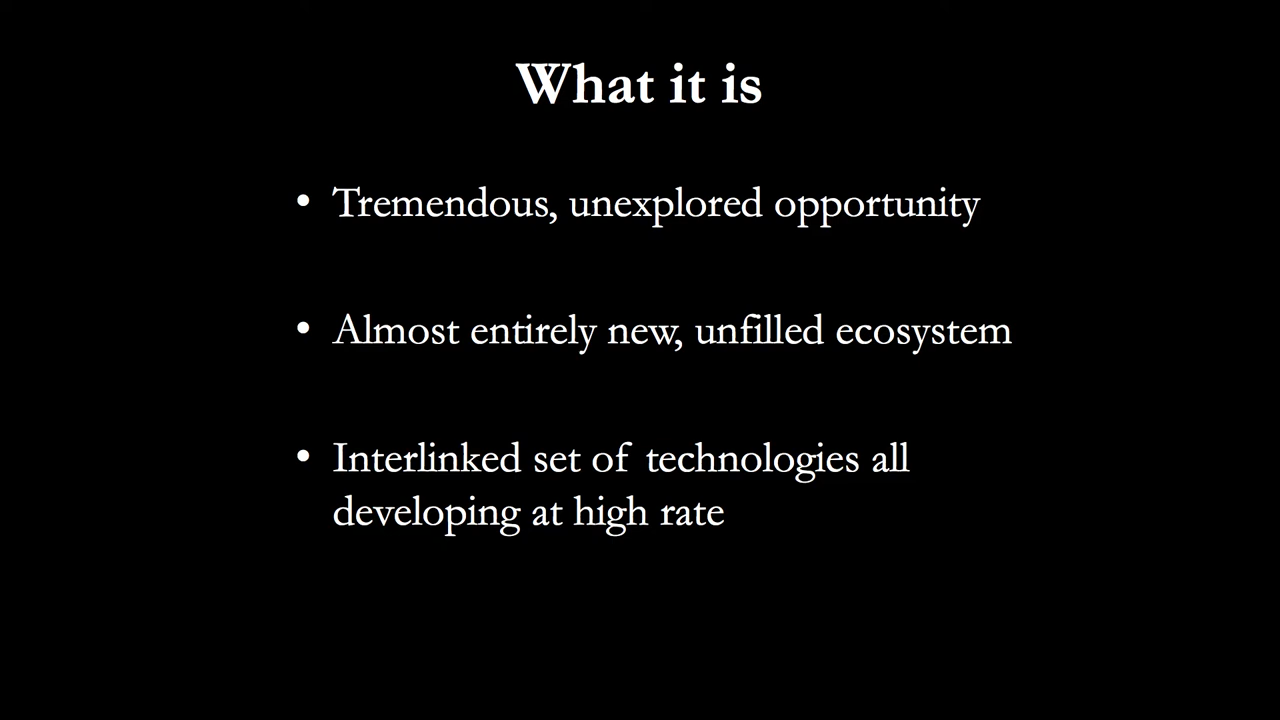 What it is
• Tremendous, unexplored opportunity
• Almost entirely new, unfilled ecosystem
• Interlinked set of technologies all
developing at high rate